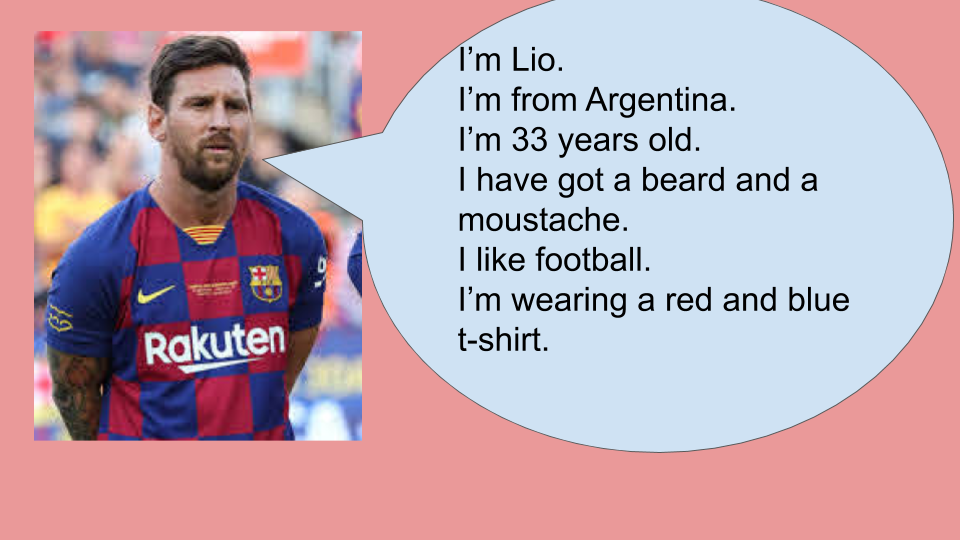 I’m Lio.
I’m from Argentina.
I’m 33 years old.
I have got a beard and a
moustache.
I like football.
I’m wearing a red and blue
t-shirt.
Rakuten